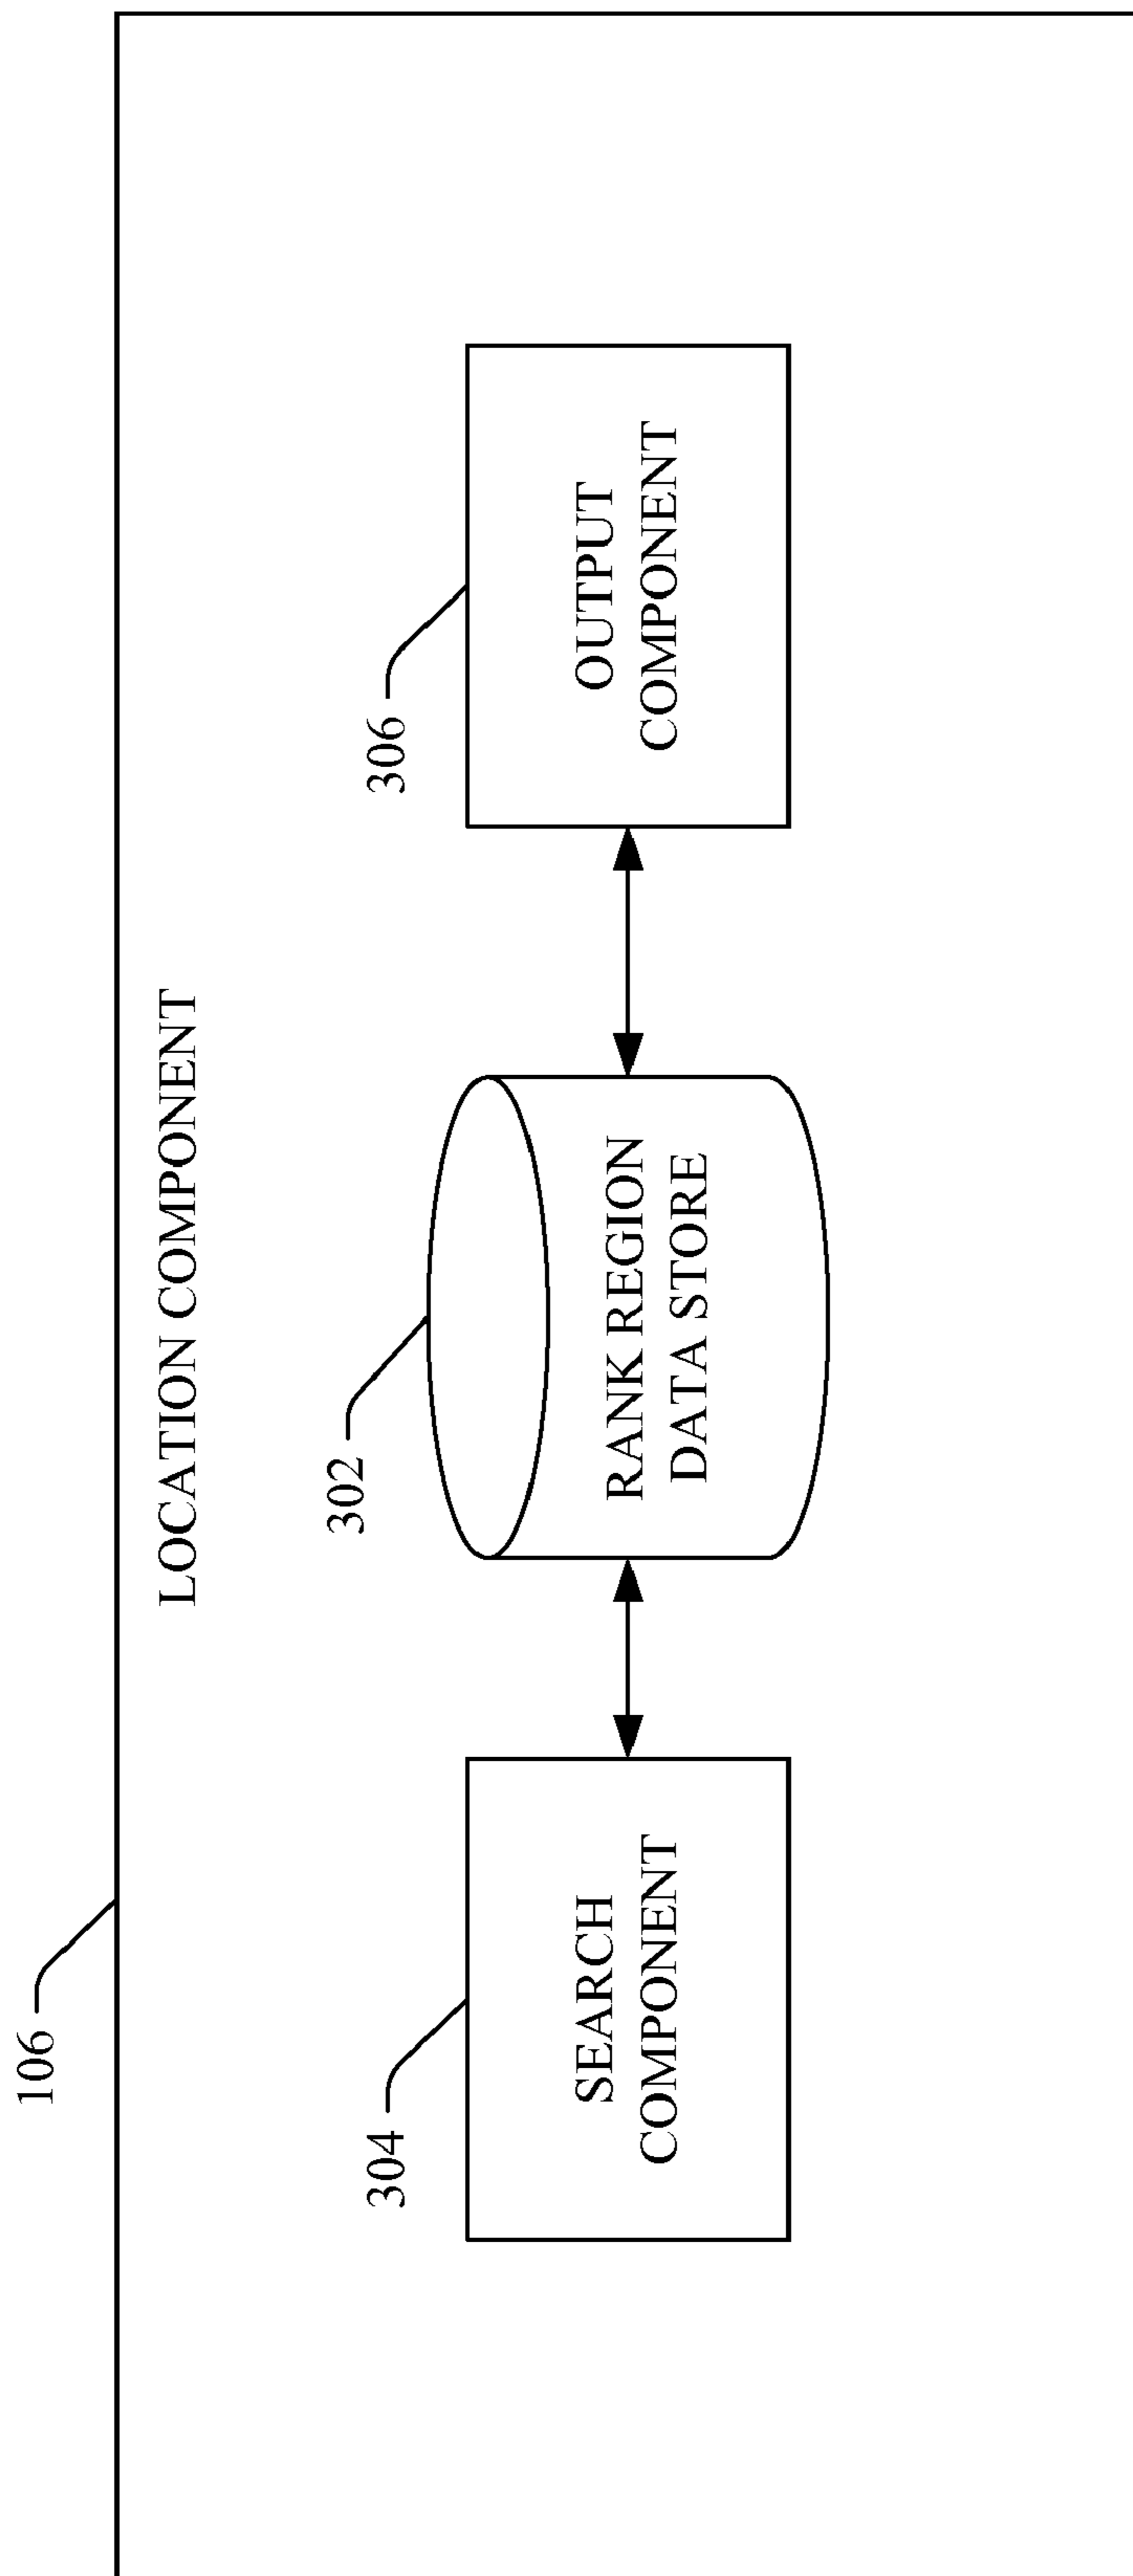 106
LOCATION COMPONENT
304
SEARCH
COMPONENT
302
RANK REGION
DATA STORE
306
OUTPUT
COMPONENT